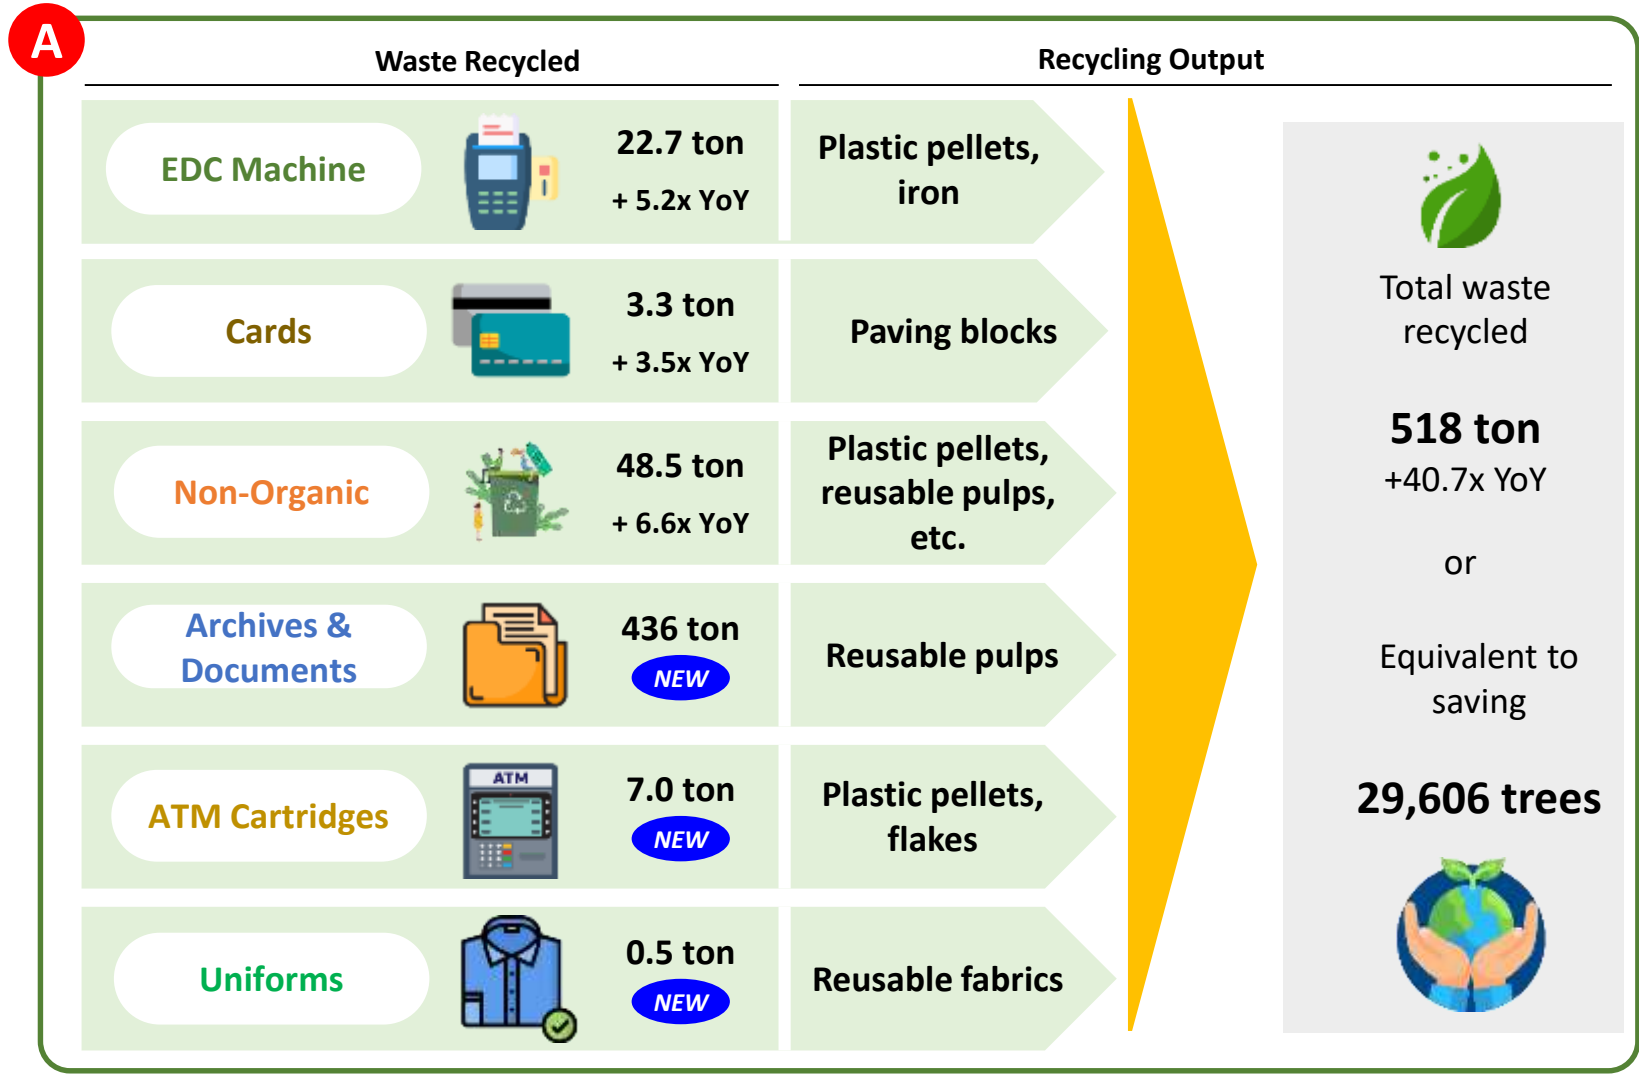 A
Waste Recycled
Recycling Output
EDC Machine
22.7 ton
+ 5.2x YoY
Plastic pellets,
iron
Cards
3.3 ton
+ 3.5x YoY
Paving blocks
Non-Organic
48.5 ton
+ 6.6x YoY
Plastic pellets,
reusable pulps,
etc.
Archives &
Documents
436 ton
NEW
Reusable pulps
ATM Cartridges
ATM
7.0 ton
NEW
Plastic pellets,
flakes
Uniforms
0.5 ton
NEW
Reusable fabrics
Total waste
recycled
518 ton
+40.7x YoY
or
Equivalent to
saving
29,606 trees